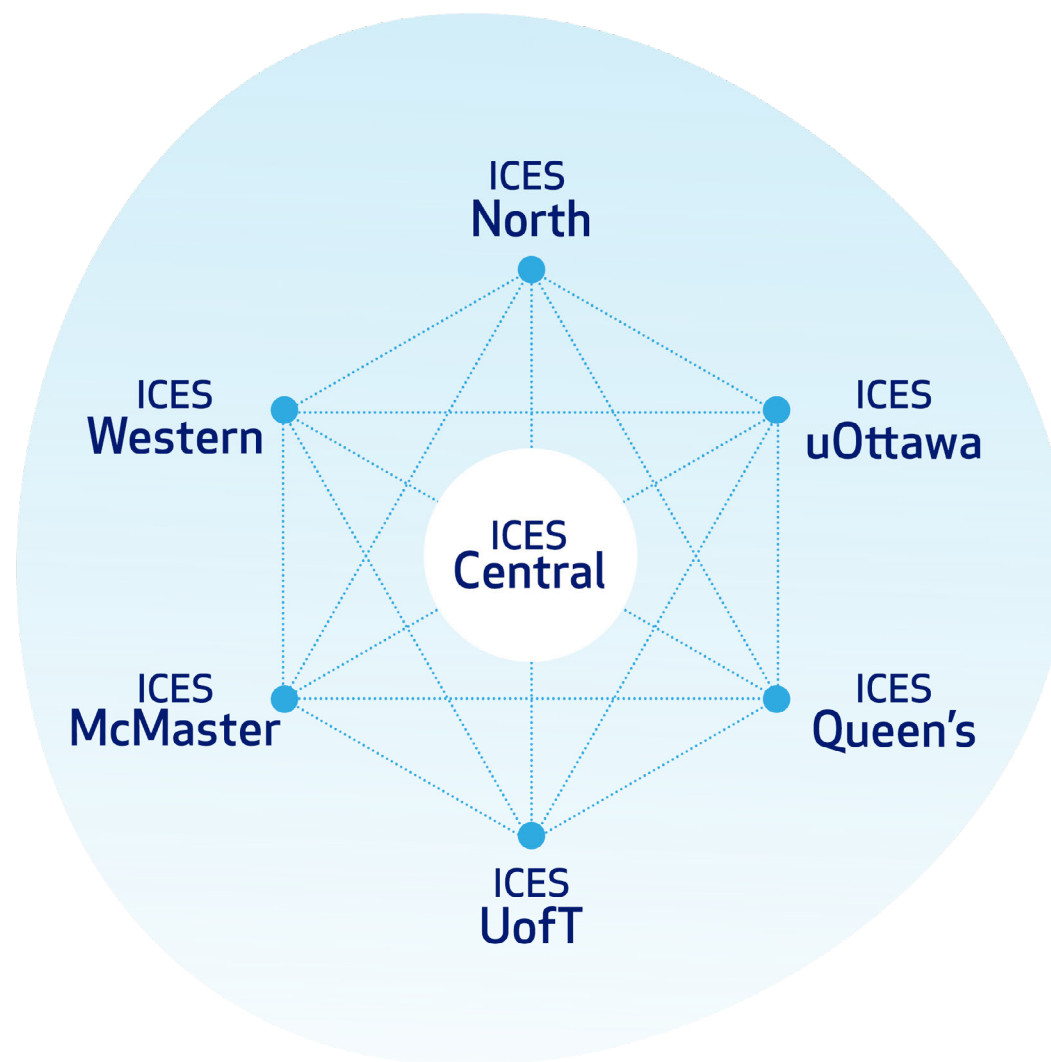 ICES
North
ICES
Western
ICES
uOttawa
ICES
Central
ICES
McMaster
ICES
Queen’s
ICES
UofT